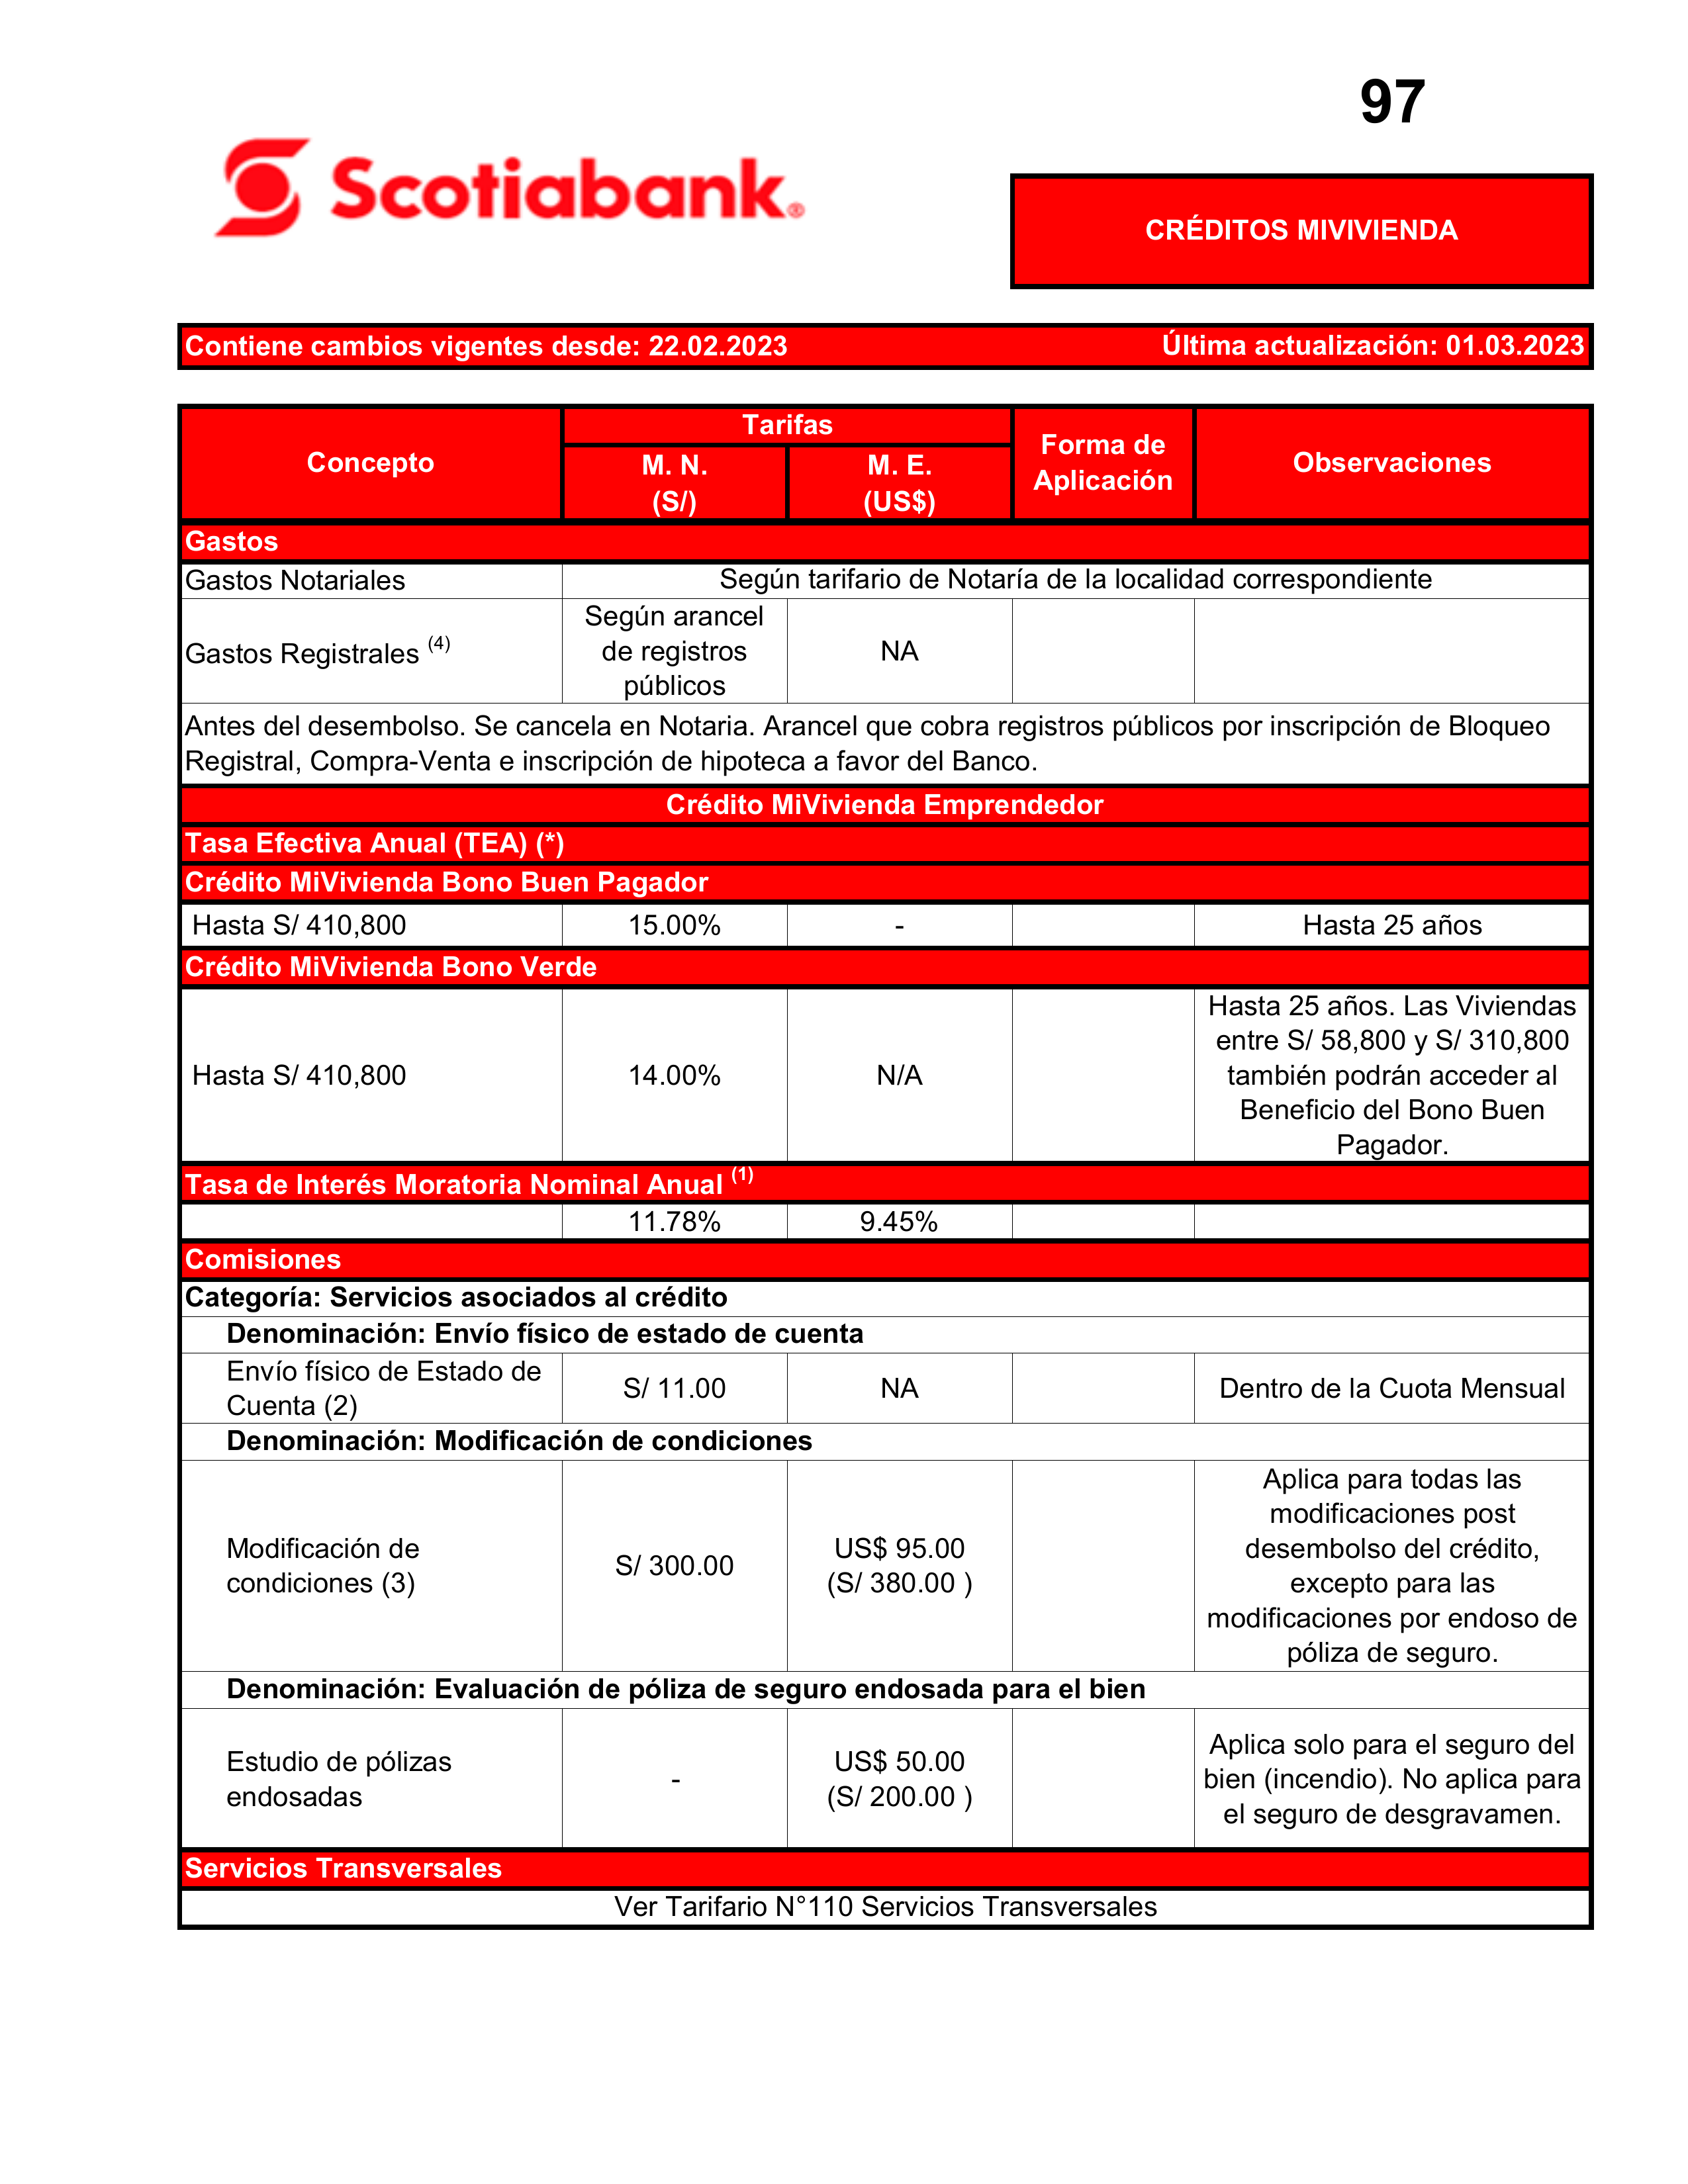 97
Scotiabank®
CRÉDITOS MIVIVIENDA
Contiene cambios vigentes desde: 22.02.2023 Última actualización: 01.03.2023
Concepto
Tarifas
M. N.
(S/)
M. E.
(US$)
Forma de
Aplicación
Observaciones
Gastos
Gastos Notariales
Según tarifario de Notaría de la localidad correspondiente
Gastos Registrales (4)
Según arancel
de registros
públicos
NA
Antes del desembolso. Se cancela en Notaria. Arancel que cobra registros públicos por inscripción de Bloqueo
Registral, Compra-Venta e inscripción de hipoteca a favor del Banco.
Crédito MiVivienda Emprendedor
Tasa Efectiva Anual (TEA) (*)
Crédito MiVivienda Bono Buen Pagador
Hasta S/ 410,800 15.00% - Hasta 25 años
Crédito MiVivienda Bono Verde
Hasta S/ 410,800 14.00% N/A
Hasta 25 años. Las Viviendas
entre S/ 58,800 y S/ 310,800
también podrán acceder al
Beneficio del Bono Buen
Pagador.
Tasa de Interés Moratoria Nominal Anual (1)
11.78% 9.45%
Comisiones
Categoría: Servicios asociados al crédito
Denominación: Envío físico de estado de cuenta
Envío físico de Estado de
Cuenta (2)
S/ 11.00 NA Dentro de la Cuota Mensual
Denominación: Modificación de condiciones
Modificación de
condiciones (3)
S/ 300.00
US$ 95.00
(S/ 380.00 )
Aplica para todas las
modificaciones post
desembolso del crédito,
excepto para las
modificaciones por endoso de
póliza de seguro.
Denominación: Evaluación de póliza de seguro endosada para el bien
Estudio de pólizas
endosadas
-
US$ 50.00
(S/ 200.00 )
Aplica solo para el seguro del
bien (incendio). No aplica para
el seguro de desgravamen.
Servicios Transversales
Ver Tarifario N°110 Servicios Transversales